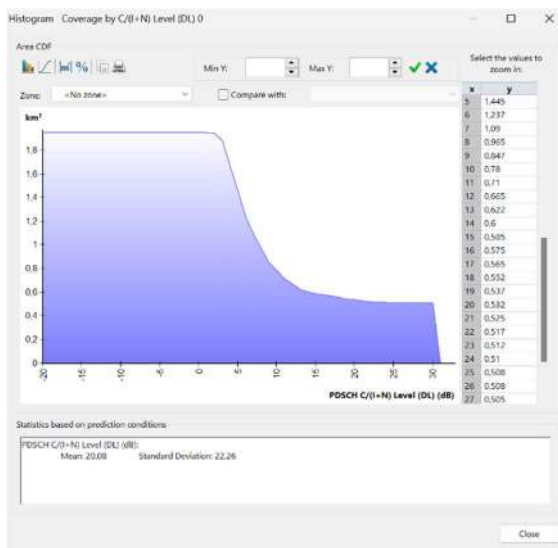 Histogram   Coverage by C/(I+N) Level (DL) 0
Area CDF
Min Y:
Max Y:
Select the values to zoom in:
Zone:
<No zone>
Compare with:
km²
1,8
1,6
1,4
1,2
1
0,8
0,6
0,4
0,2
0
-20 -15 -10 -5 0 5 10 15 20 25 30
PDSCH C/(I+N) Level (DL) (dB)
x y
5 1,445
6 1,237
7 1,09
8 0,965
9 0,847
10 0,78
11 0,71
12 0,665
13 0,622
14 0,6
15 0,585
16 0,575
17 0,565
18 0,552
19 0,537
20 0,532
21 0,525
22 0,517
23 0,512
24 0,51
25 0,508
26 0,508
27 0,505
Statistics based on prediction conditions
PDSCH C/(I+N) Level (DL) (dB):
Mean: 20,08 Standard Deviation: 22,26
Close